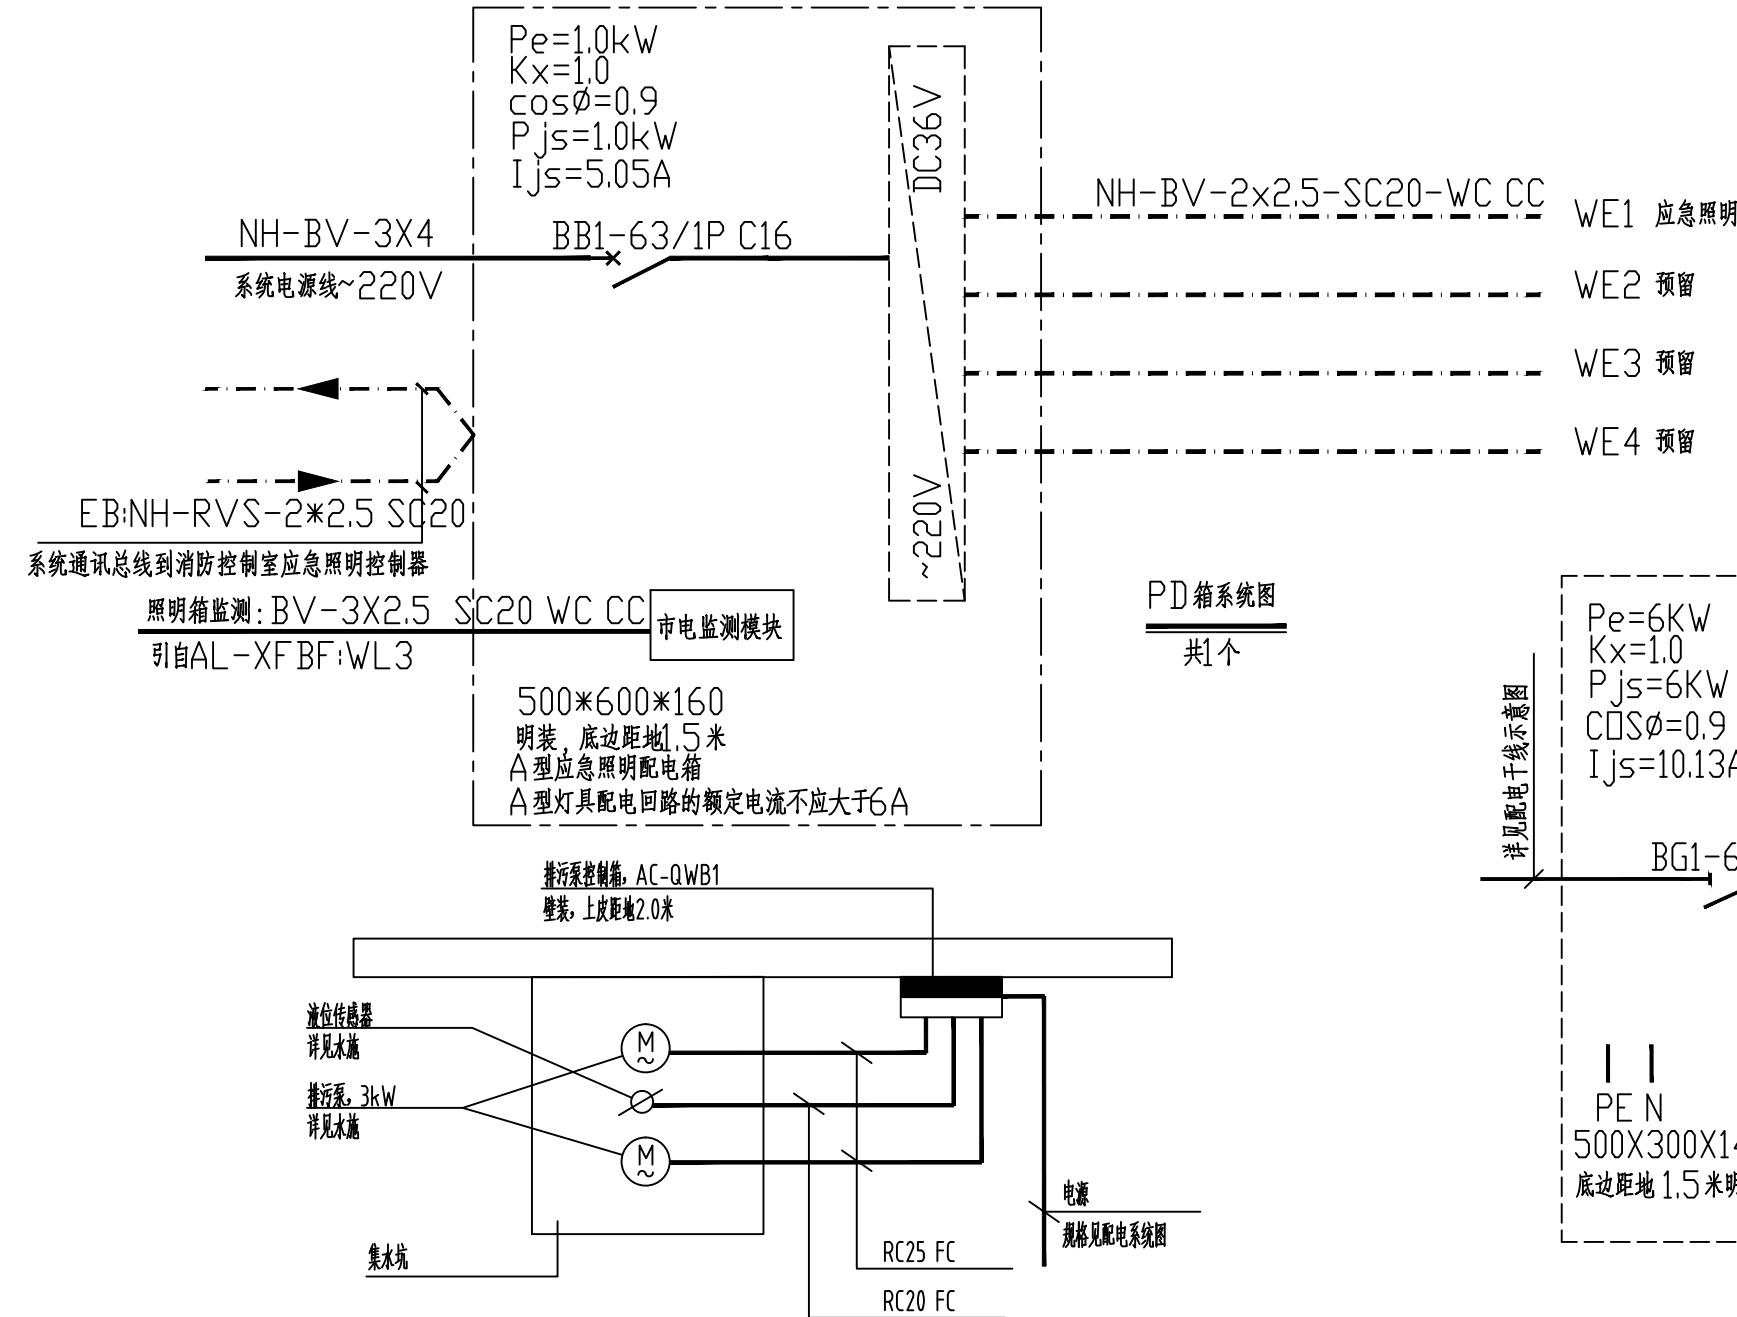 Pe=1.0kW
Kx=1.0
cosø=0.9
Pjs=1.0kW
Ijs=5.05A
DC36V
~220V
NH-BV-3X4
系统电源线~220V
BB1-63/1P C16
NH-BV-2x2.5-SC20-WC CC
WE1 应急照明
WE2 预留
WE3 预留
WE4 预留
EB:NH-RVS-2*2.5 SC20
系统通讯总线到消防控制室应急照明控制器
照明箱监测:BV-3X2.5 SC20 WC CC
引自AL-XFBF:WL3
市电监测模块
PD箱系统图
共1个
500*600*160
明装,底边距地1.5米
A型应急照明配电箱
A型灯具配电回路的额定电流不应大于6A
Pe=6KW
Kx=1.0
Pjs=6KW
COSø=0.9
Ijs=10.13A
详见配电干线示意图
BG1-6
PE N
500X300X14
底边距地1.5米明
排污泵控制箱,AC-QWB1
壁装,上皮距地2.0米
液位传感器
详见水施
排污泵,3kW
详见水施
M
~
M
~
集水坑
电源
规格见配电系统图
RC25 FC
RC20 FC